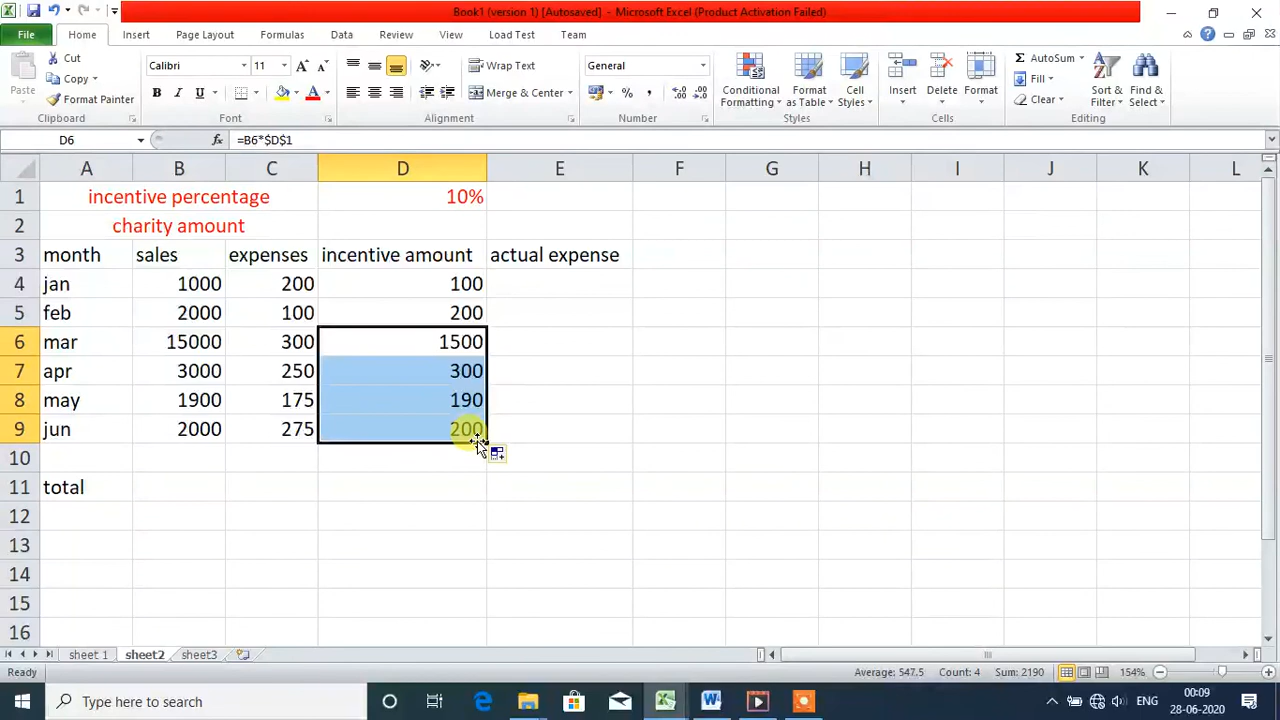 Book1 (version 1) [Autosaved] - Microsoft Excel (Product Activation Failed)
File Home Insert Page Layout Formulas Data Review View Load Test Team
Paste Cut Copy Format Painter Clipboard
Calibri 11 B I U Font
Wrap Text Merge & Center Alignment
General % , Number
Conditional Formatting Format as Table Cell Styles Styles
Insert Delete Format Cells
AutoSum Fill Clear Sort & Filter Find & Select Editing
D6 fx =B6*$D$1
A B C D E F G H I J K L
1 incentive percentage 10%
2 charity amount
3 month sales expenses incentive amount actual expense
4 jan 1000 200 100
5 feb 2000 100 200
6 mar 15000 300 1500
7 apr 3000 250 300
8 may 1900 175 190
9 jun 2000 275 200
10
11 total
12
13
14
15
16
sheet 1 sheet2 sheet3
Ready Average: 547.5 Count: 4 Sum: 2190 154%
Type here to search ENG 00:09
28-06-2020